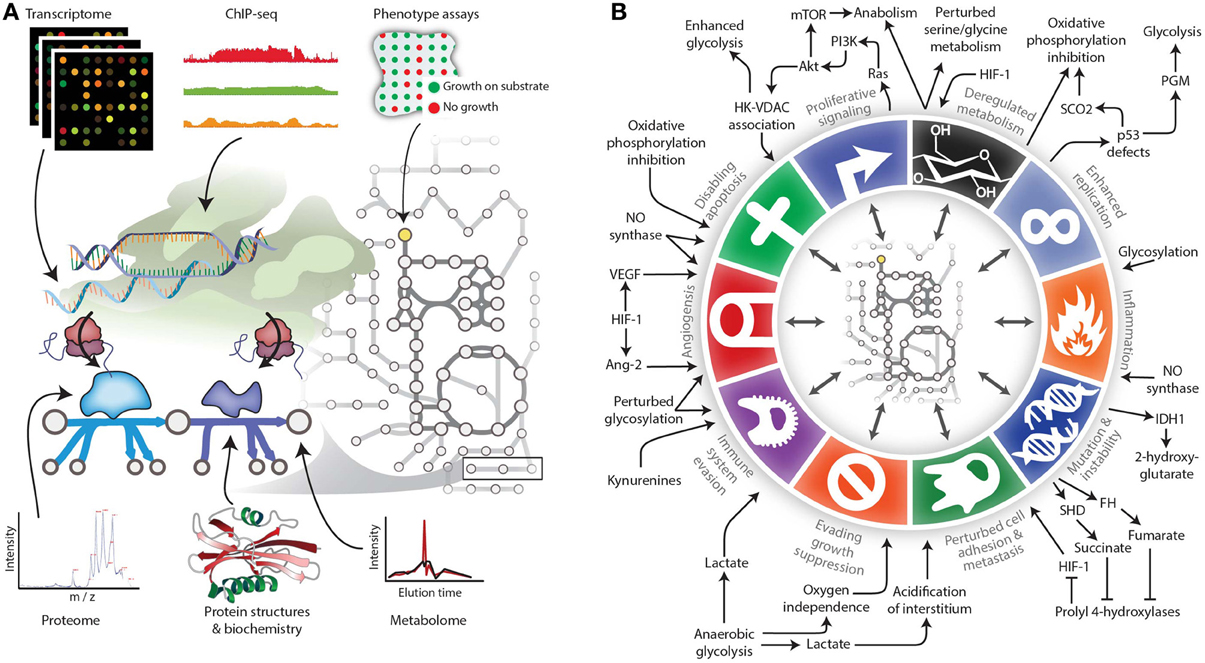 A
Transcriptome
ChIP-seq
Phenotype assays
Growth on substrate
No growth
Intensity
m / z
Proteome
Protein structures
& biochemistry
Intensity
Elution time
Metabolome
B
Enhanced
glycolysis
mTOR
Anabolism
PI3K
Akt
Ras
HK-VDAC
association
Perturbed
serine/glycine
metabolism
HIF-1
Oxidative
phosphorylation
inhibition
Glycolysis
PGM
SCO2
p53
defects
Oxidative
phosphorylation
inhibition
NO
synthase
VEGF
HIF-1
Ang-2
Perturbed
glycosylation
Kynurenines
Proliferative
signaling
Deregulated
metabolism
OH
O
O
OH
Enhanced
replication
Glycosylation
Inflammation
NO
synthase
Mutation &
instability
IDH1
2-hydroxy-
glutarate
SHD
FH
Succinate
Fumarate
HIF-1
Prolyl 4-hydroxylases
Perturbed cell
adhesion &
metastasis
Evading
growth
suppression
Immune
system
evasion
Angiogenesis
Disabling
apoptosis
Lactate
Oxygen
independence
Acidification
of interstitium
Anaerobic
glycolysis
Lactate